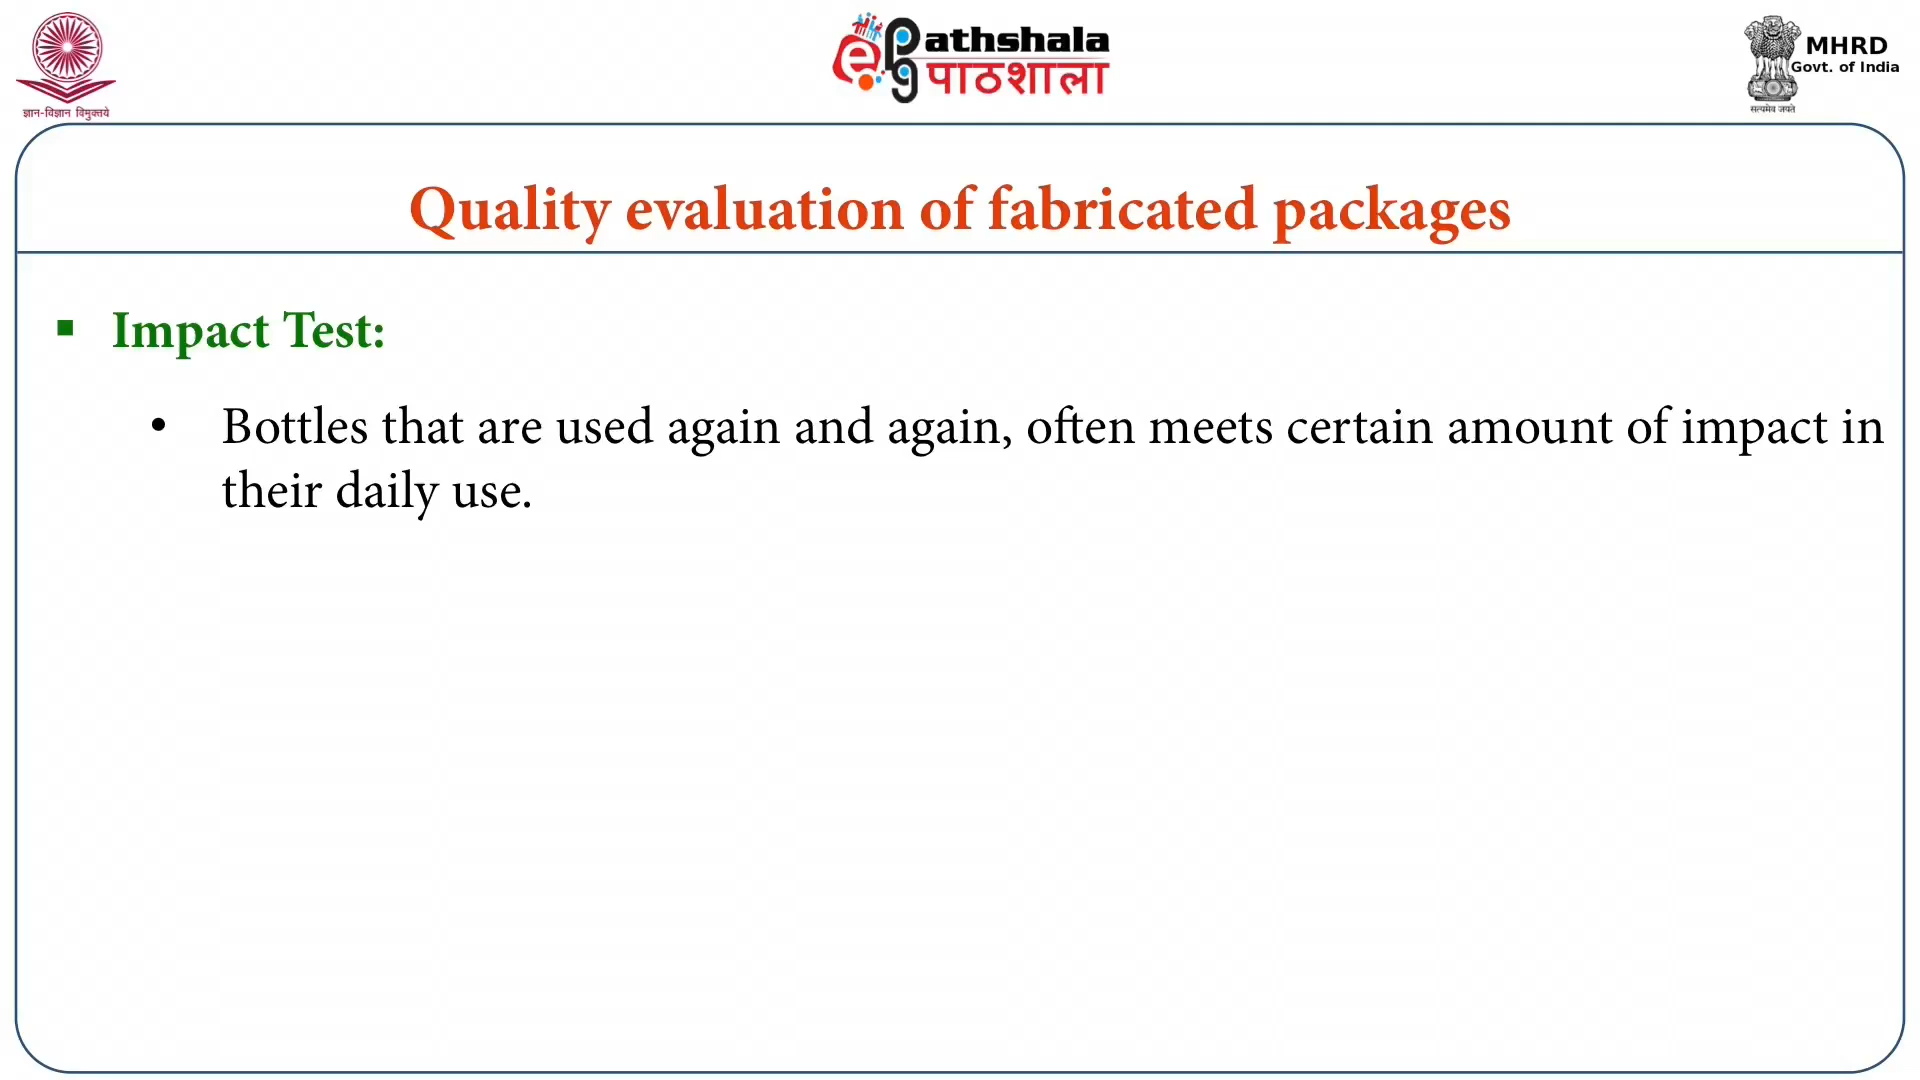 ज्ञान-विज्ञान विमुक्तये
e Pg athshala
पाठशाला
MHRD
Govt. of India
सत्यमेव जयते
Quality evaluation of fabricated packages
▪ Impact Test:
• Bottles that are used again and again, often meets certain amount of impact in
their daily use.